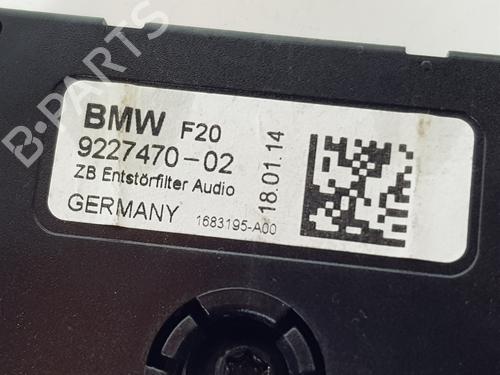 BMW F20
9227470-02
ZB Entstörfilter Audio
GERMANY 1683195-A00
18.01.14
B-PARTS